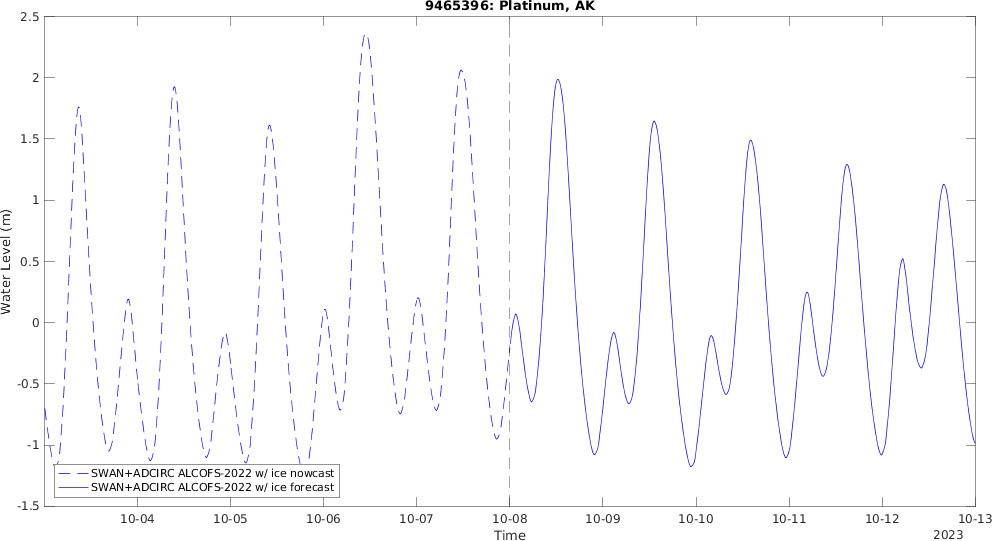 9465396: Platinum, AK
2.5
2
1.5
1
0.5
0
-0.5
-1
-1.5
Water Level (m)
SWAN+ADCIRC ALCOFS-2022 w/ ice nowcast
SWAN+ADCIRC ALCOFS-2022 w/ ice forecast
10-04 10-05 10-06 10-07 10-08 10-09 10-10 10-11 10-12 10-13
Time
2023